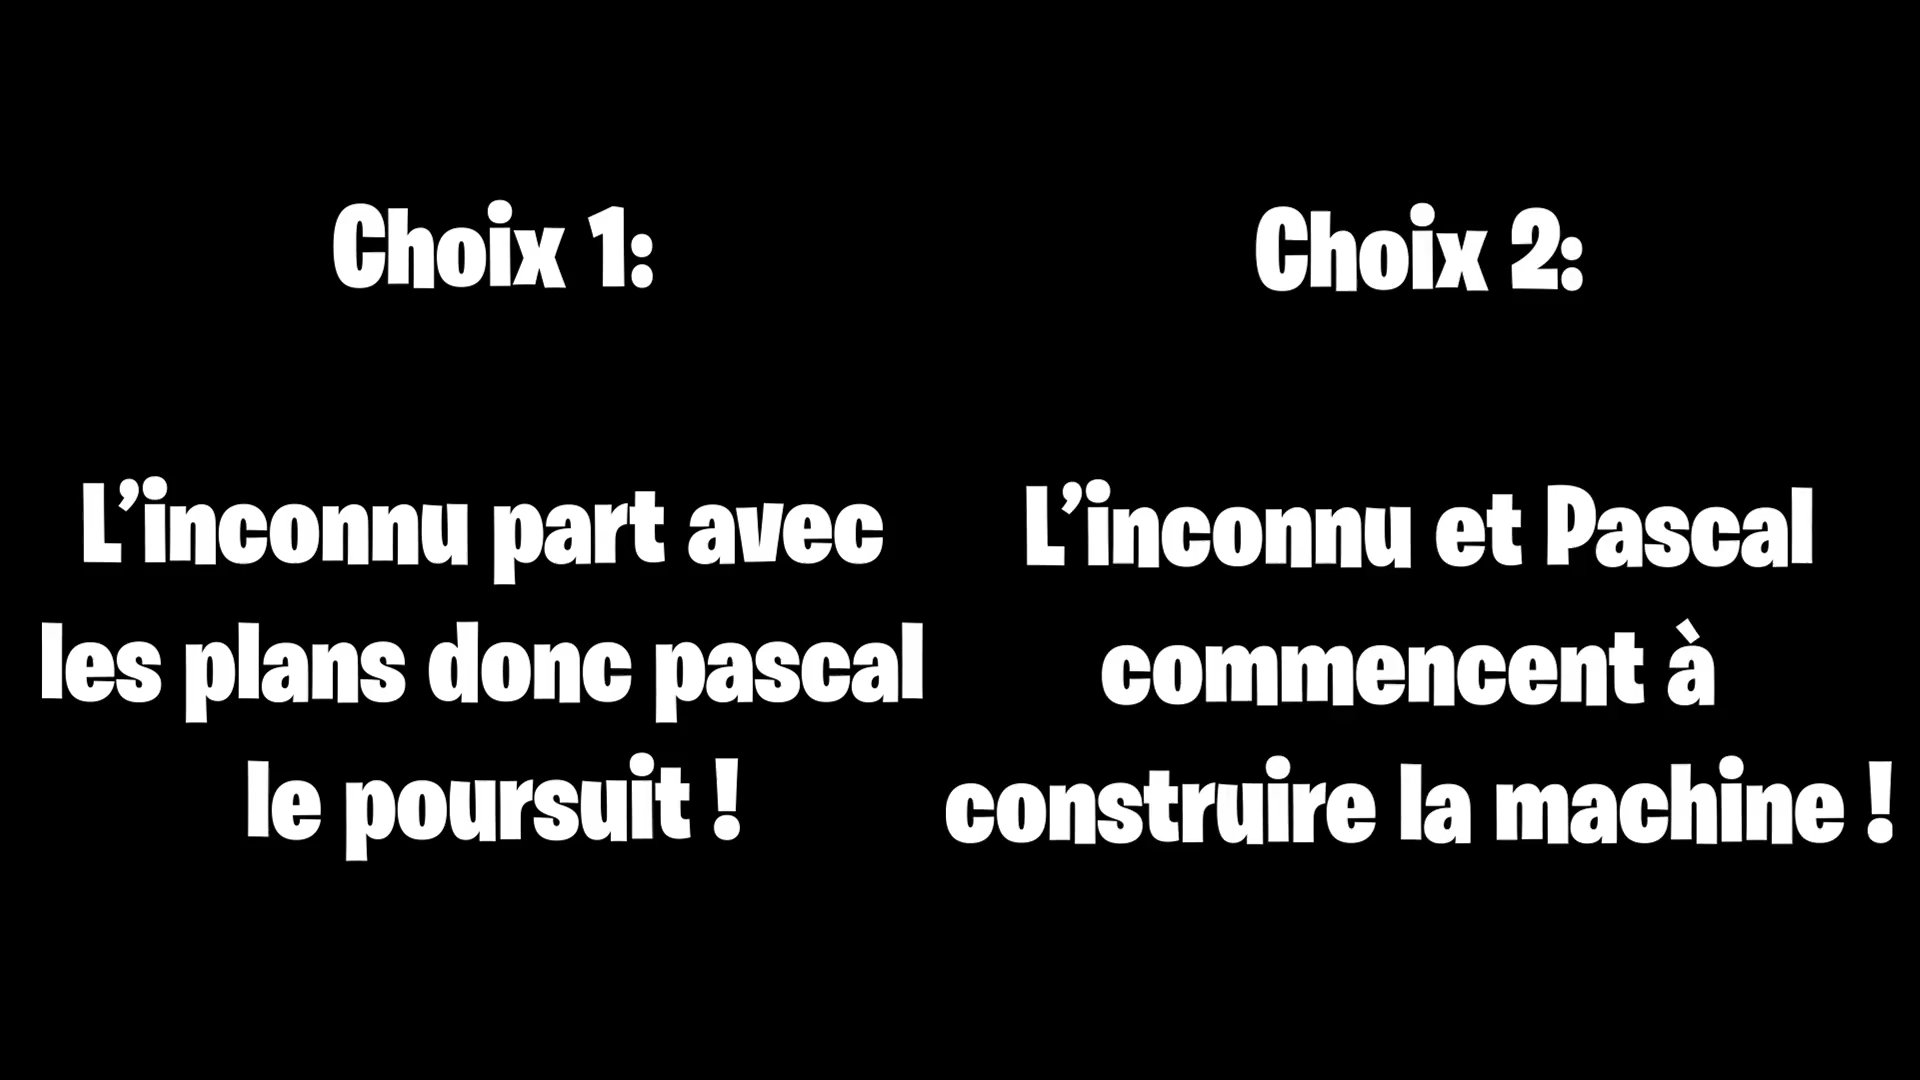 Choix 1:
L’inconnu part avec
les plans donc pascal
le poursuit !
Choix 2:
L’inconnu et Pascal
commencent à
construire la machine !